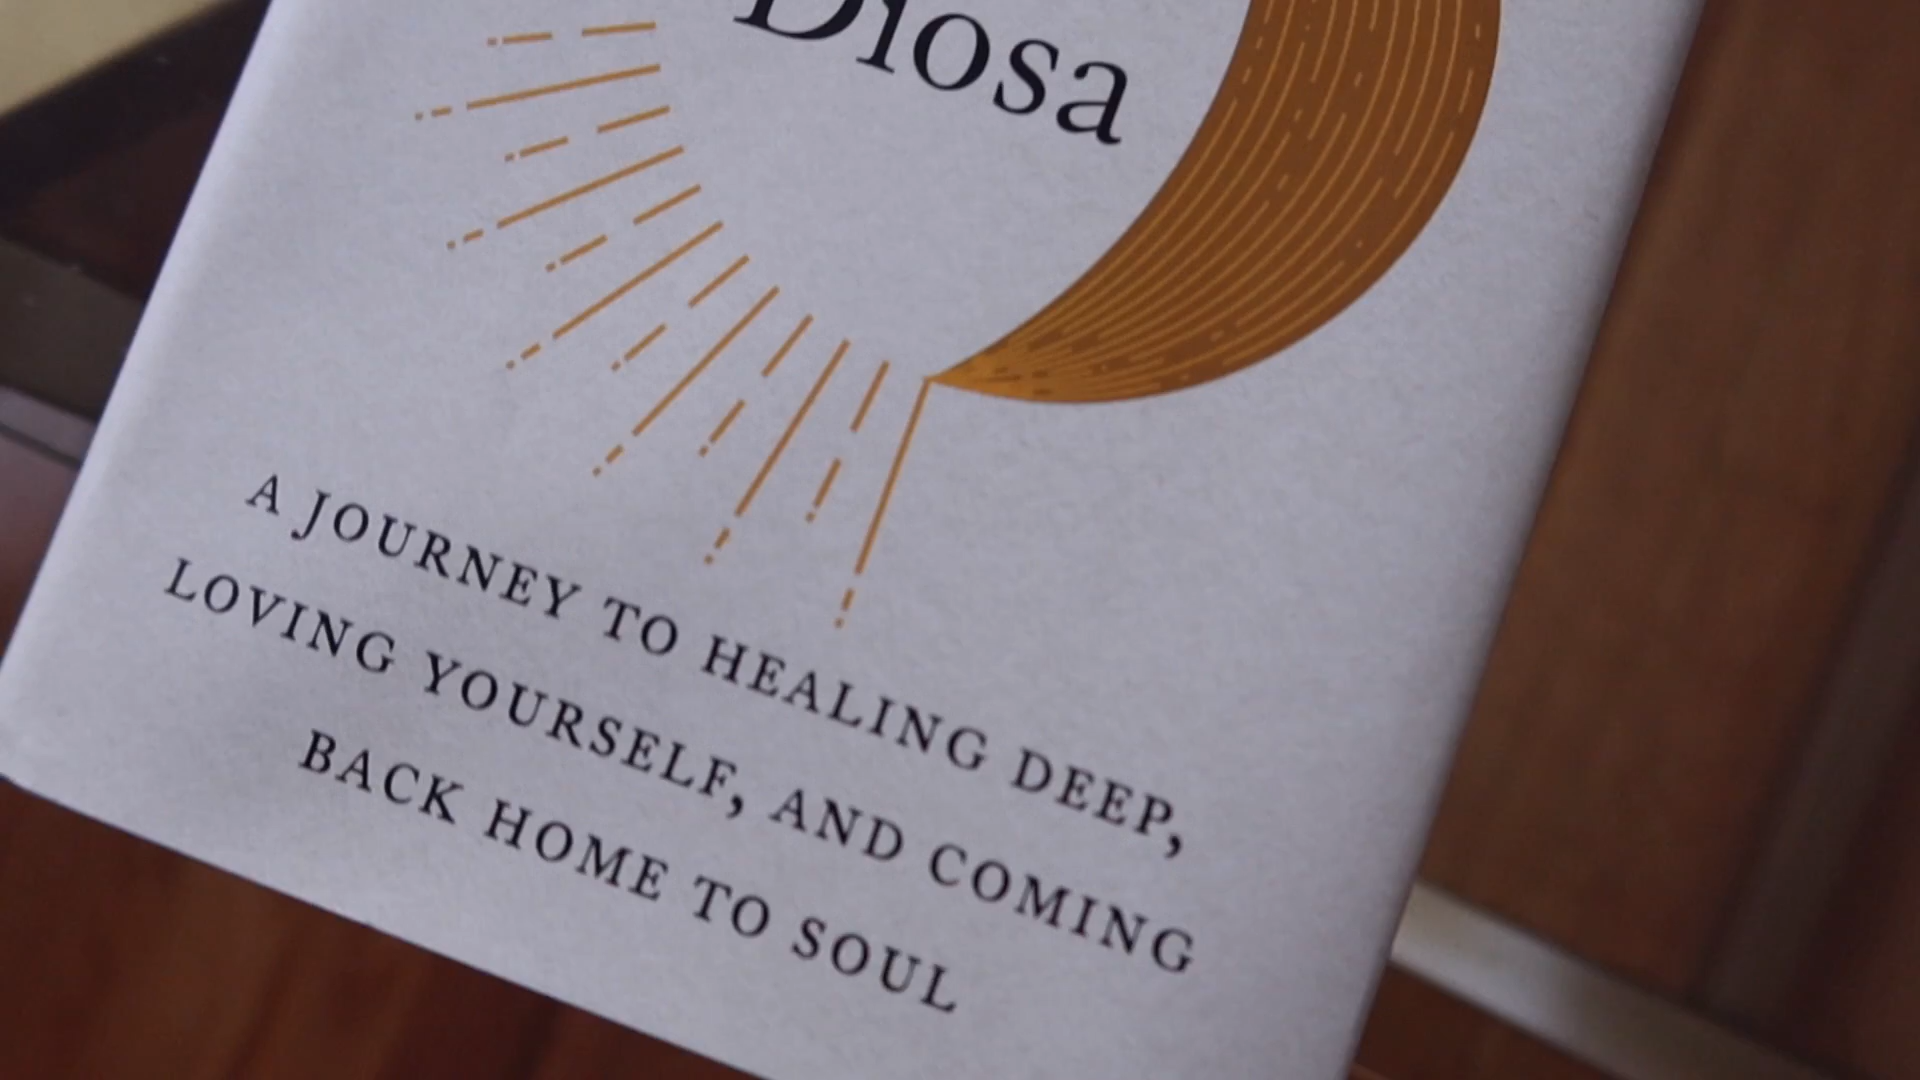 Diosa
A JOURNEY TO HEALING DEEP,
LOVING YOURSELF, AND COMING
BACK HOME TO SOUL